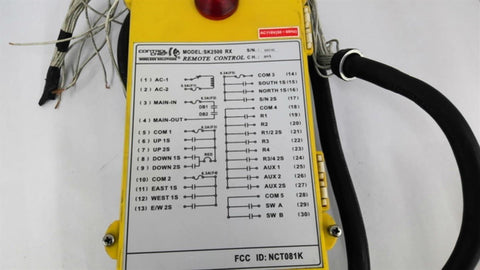 MODEL:SK2500 RX S/N:
REMOTE CONTROL C.H.
(1) AC-1
(2) AC-2
(3) MAIN-IN
DB1
DB2
(4) MAIN-OUT
(5) COM 1
(6) UP 1S
(7) UP 2S
(8) DOWN 1S
(9) DOWN 2S
(10) COM 2
(11) EAST 1S
(12) WEST 1S
(13) E/W 2S
COM 3 (14)
SOUTH 1S (15)
NORTH 1S (16)
S/N 2S (17)
COM 4 (18)
R1 (19)
R2 (20)
R1/2 2S (21)
R3 (22)
R4 (23)
R3/4 2S (24)
AUX 1 (25)
AUX 2 (26)
AUX 2S (27)
COM 5 (28)
SW A (29)
SW B (30)
FCC ID: NCT081K